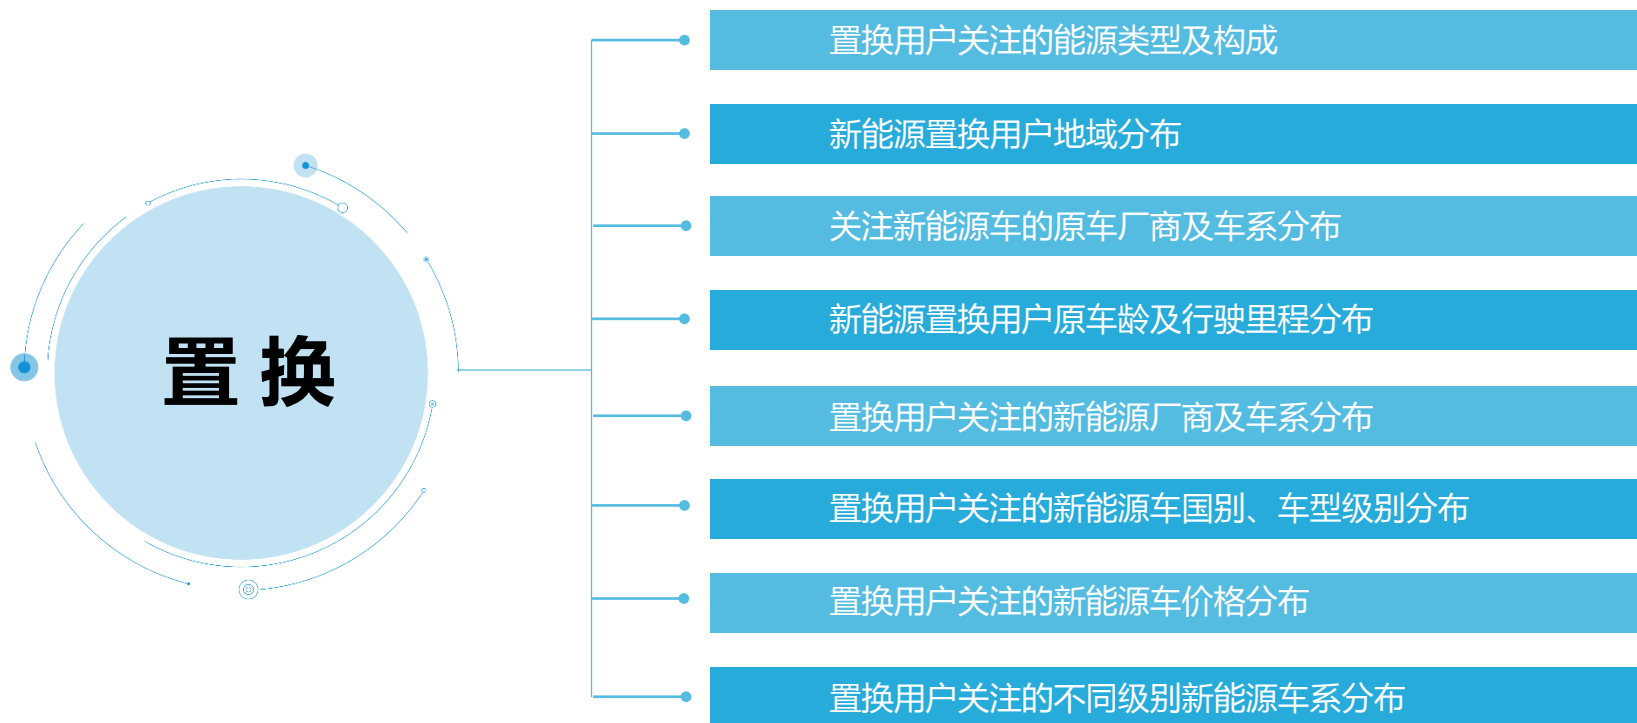 置换用户关注的能源类型及构成
新能源置换用户地域分布
关注新能源车的原车厂商及车系分布
新能源置换用户原车龄及行驶里程分布
置换
置换用户关注的新能源厂商及车系分布
置换用户关注的新能源车国别、车型级别分布
置换用户关注的新能源车价格分布
置换用户关注的不同级别新能源车系分布